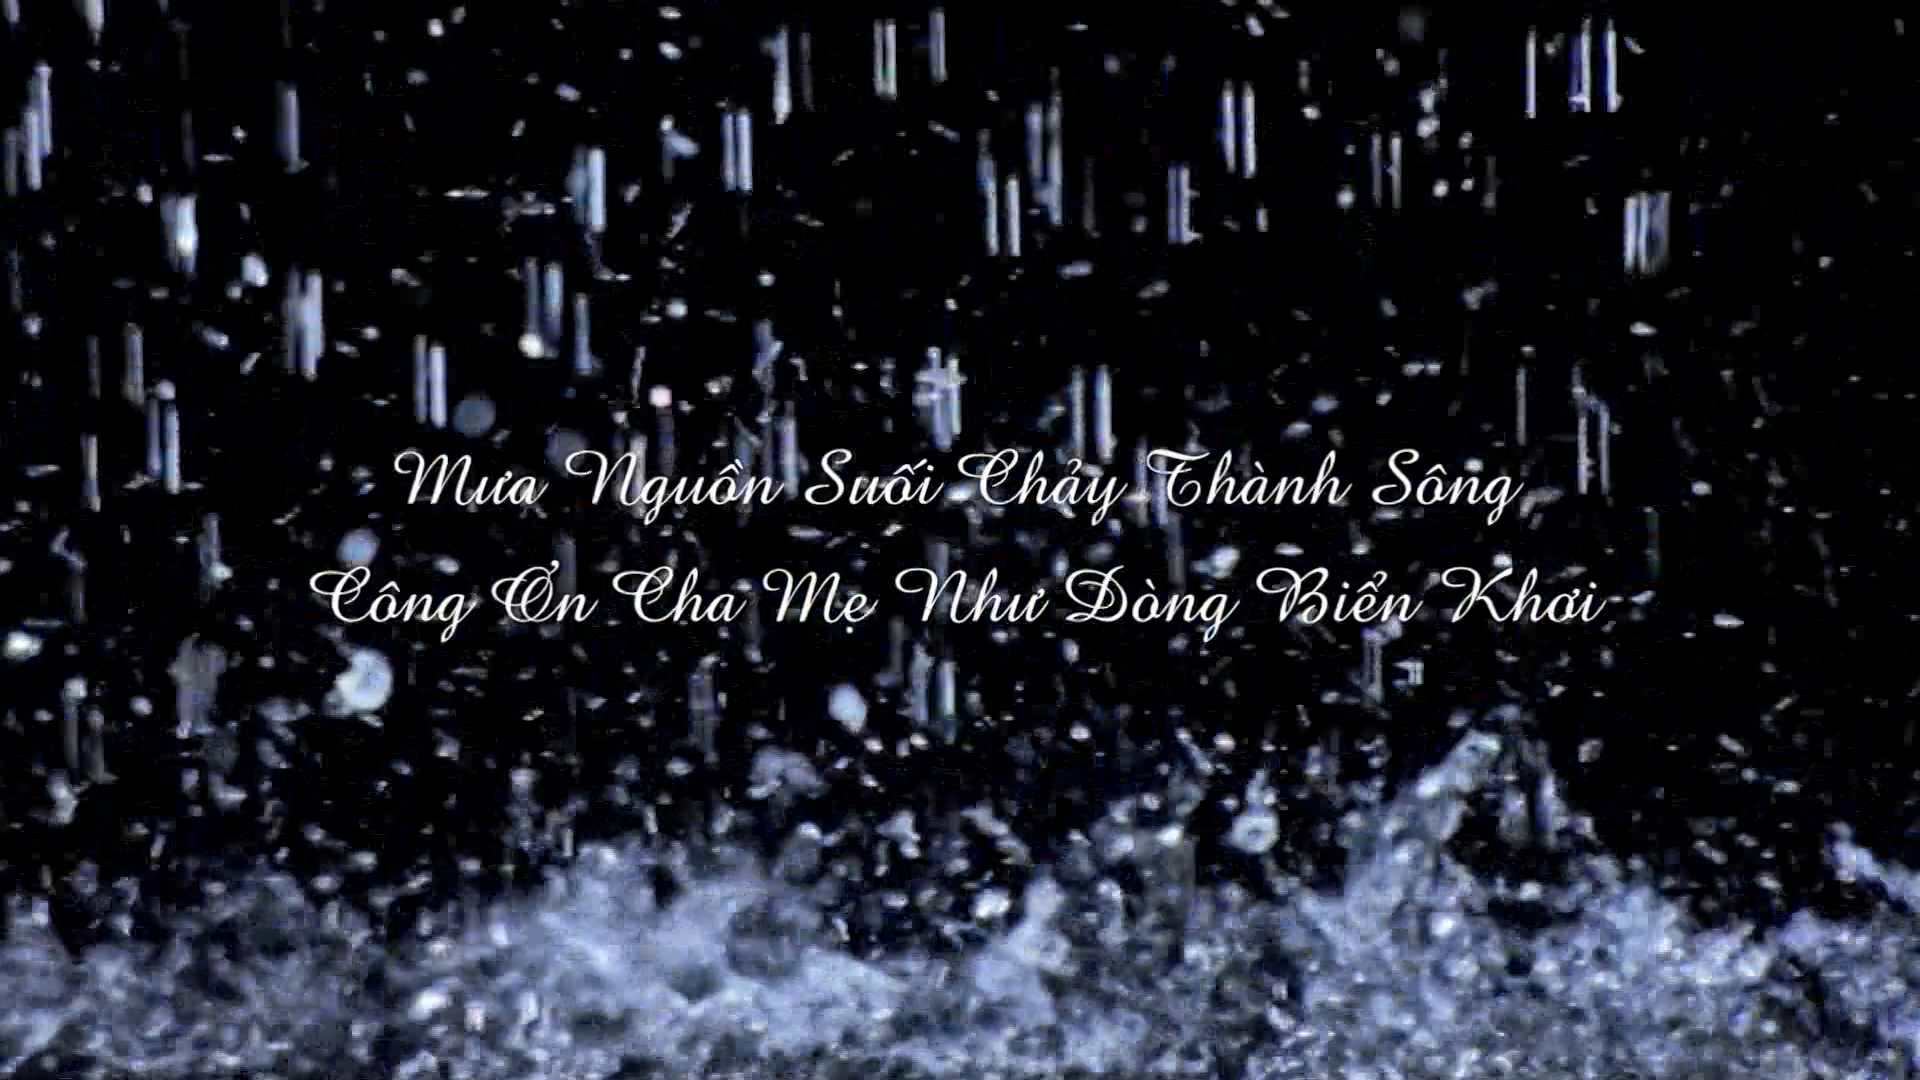 Mưa Nguồn Suối Chảy Thành Sông
Công Ơn Cha Mẹ Như Dòng Biển Khơi